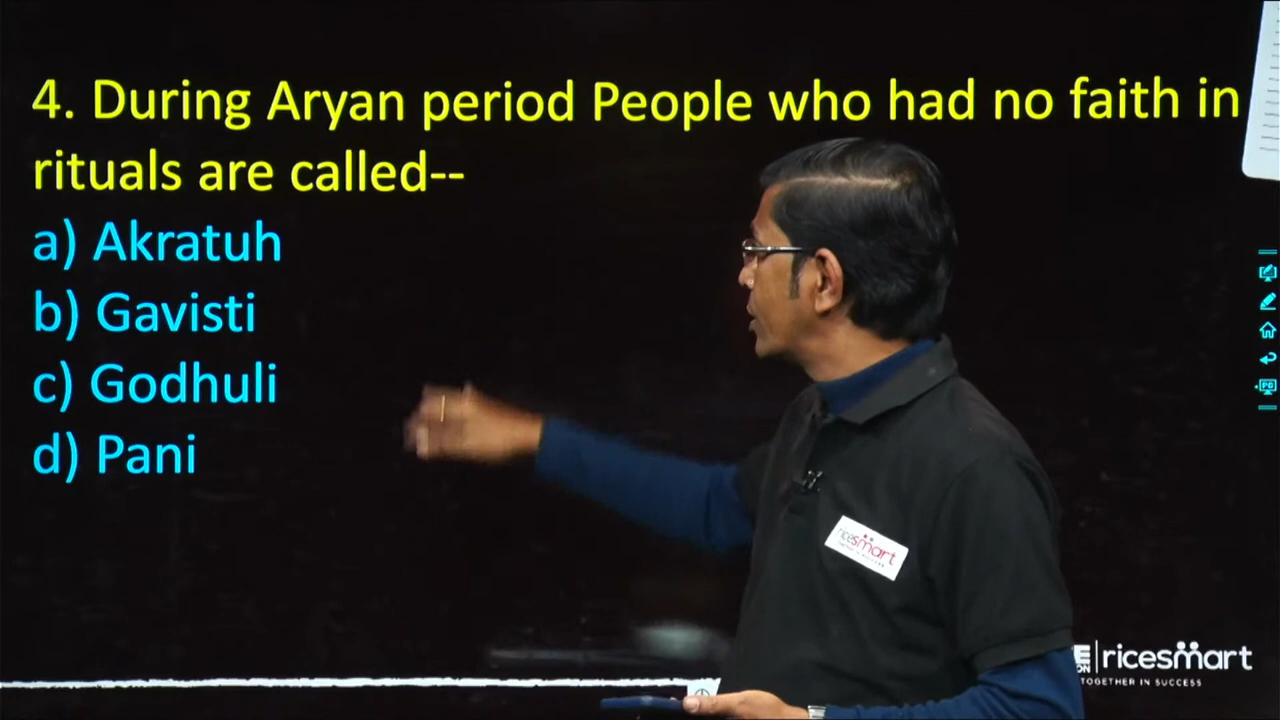 4. During Aryan period People who had no faith in
rituals are called--
a) Akratuh
b) Gavisti
c) Godhuli
d) Pani
ricesmart
ricesmart
TOGETHER IN SUCCESS